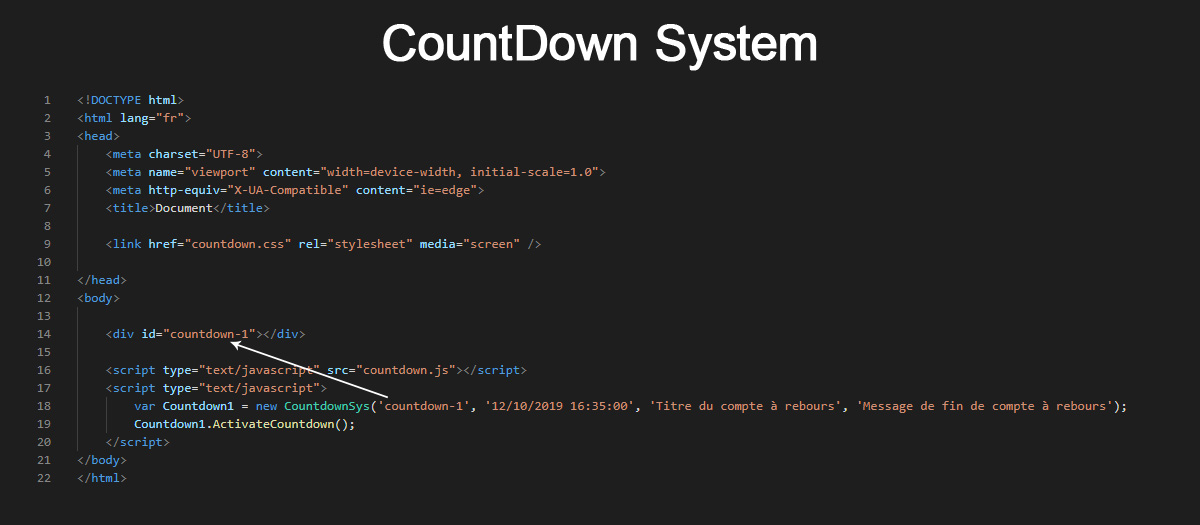 CountDown System
1 <!DOCTYPE html>
2 <html lang="fr">
3 <head>
4 <meta charset="UTF-8">
5 <meta name="viewport" content="width=device-width, initial-scale=1.0">
6 <meta http-equiv="X-UA-Compatible" content="ie=edge">
7 <title>Document</title>
8
9 <link href="countdown.css" rel="stylesheet" media="screen" />
10
11 </head>
12 <body>
13
14 <div id="countdown-1"></div>
15
16 <script type="text/javascript" src="countdown.js"></script>
17 <script type="text/javascript">
18 var Countdown1 = new CountdownSys('countdown-1', '12/10/2019 16:35:00', 'Titre du compte à rebours', 'Message de fin de compte à rebours');
19 Countdown1.ActivateCountdown();
20 </script>
21 </body>
22 </html>